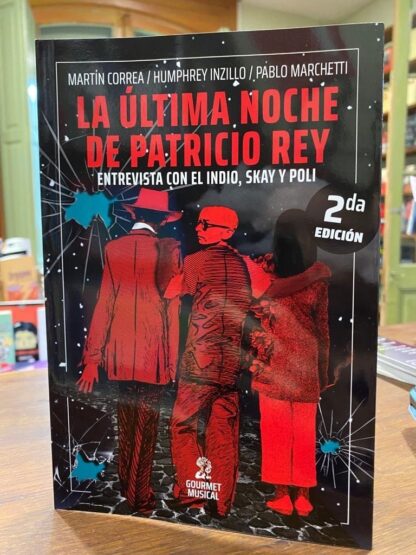 MARTÍN CORREA / HUMPHREY INZILLO / PABLO MARCHETTI
LA ÚLTIMA NOCHE
DE PATRICIO REY
ENTREVISTA CON EL INDIO, SKAY Y POLI
2da
EDICIÓN
GOURMET
MUSICAL